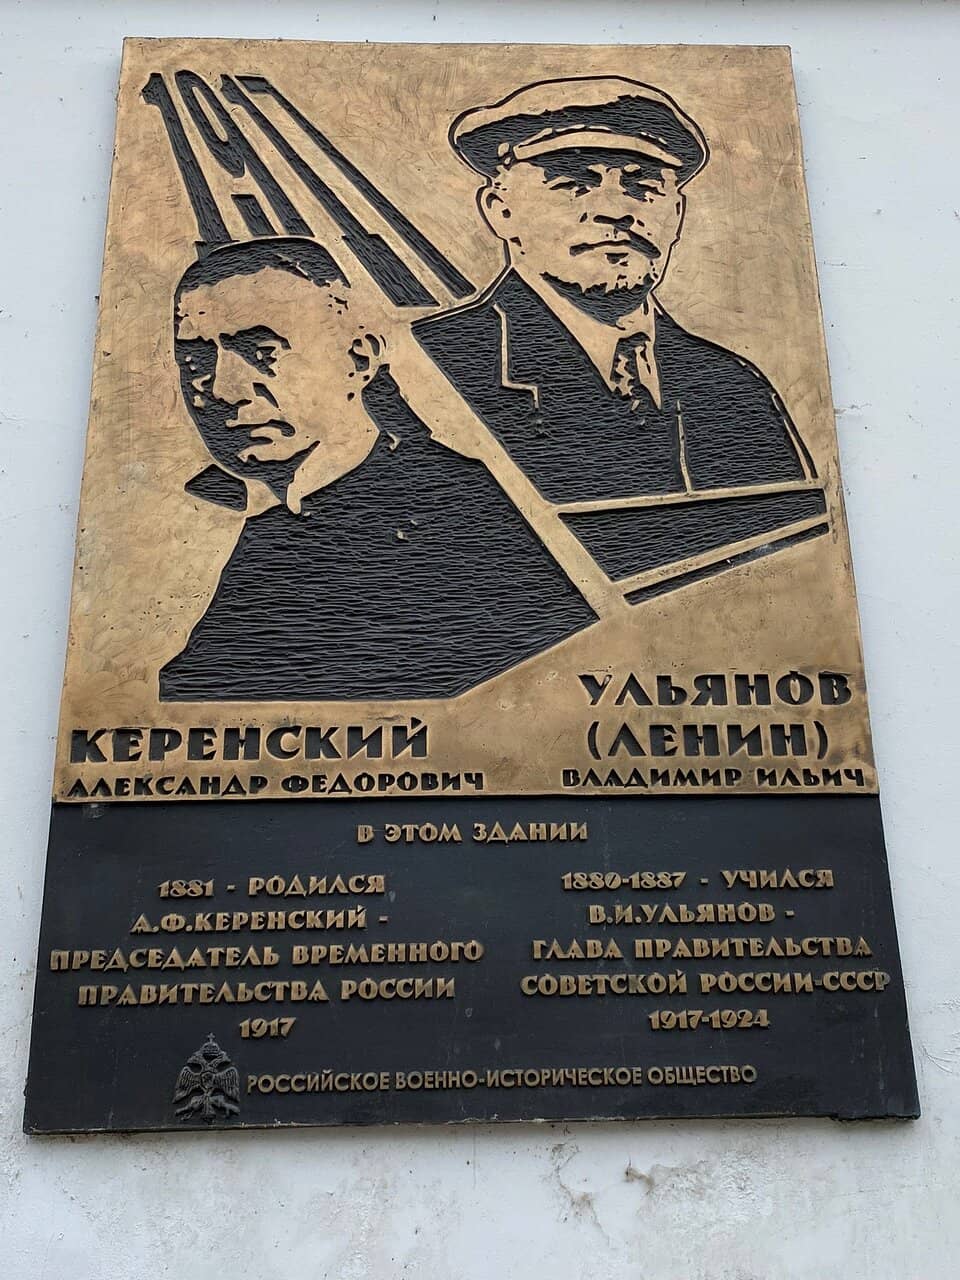 1917
КЕРЕНСКИЙ
АЛЕКСАНДР ФЕДОРОВИЧ
УЛЬЯНОВ
(ЛЕНИН)
ВЛАДИМИР ИЛЬИЧ
В ЭТОМ ЗДАНИИ
1881 - РОДИЛСЯ
А.Ф.КЕРЕНСКИЙ -
ПРЕДСЕДАТЕЛЬ ВРЕМЕННОГО
ПРАВИТЕЛЬСТВА РОССИИ
1917
1880-1887 - УЧИЛСЯ
В.И.УЛЬЯНОВ -
ГЛАВА ПРАВИТЕЛЬСТВА
СОВЕТСКОЙ РОССИИ-СССР
1917-1924
РОССИЙСКОЕ ВОЕННО-ИСТОРИЧЕСКОЕ ОБЩЕСТВО